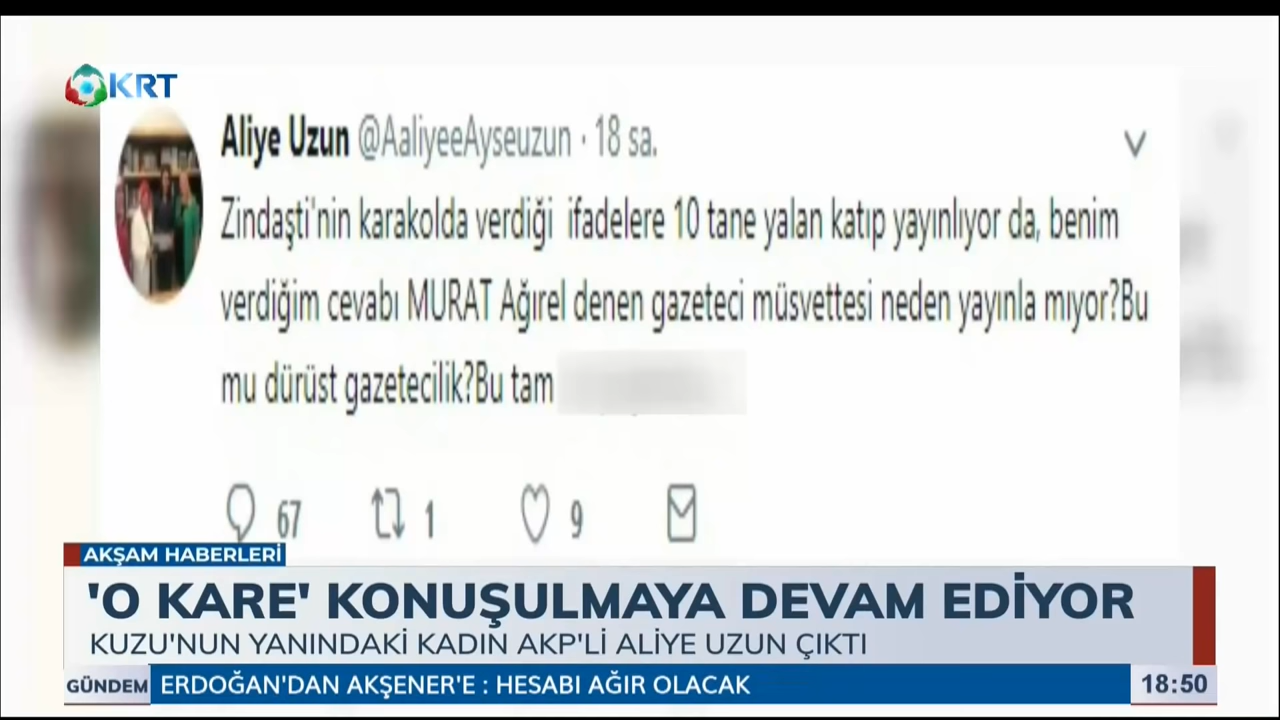 KRT
Aliye Uzun @AaliyeeAyseuzun · 18 sa.
Zindaşti'nin karakolda verdiği ifadelere 10 tane yalan katıp yayınlıyor da, benim
verdiğim cevabı MURAT Ağırel denen gazeteci müsvettesi neden yayınla mıyor?Bu
mu dürüst gazetecilik?Bu tam
67 1 9
AKŞAM HABERLERİ
'O KARE' KONUŞULMAYA DEVAM EDİYOR
KUZU'NUN YANINDAKİ KADIN AKP'Lİ ALİYE UZUN ÇIKTI
GÜNDEM ERDOĞAN'DAN AKŞENER'E : HESABI AĞIR OLACAK 18:50